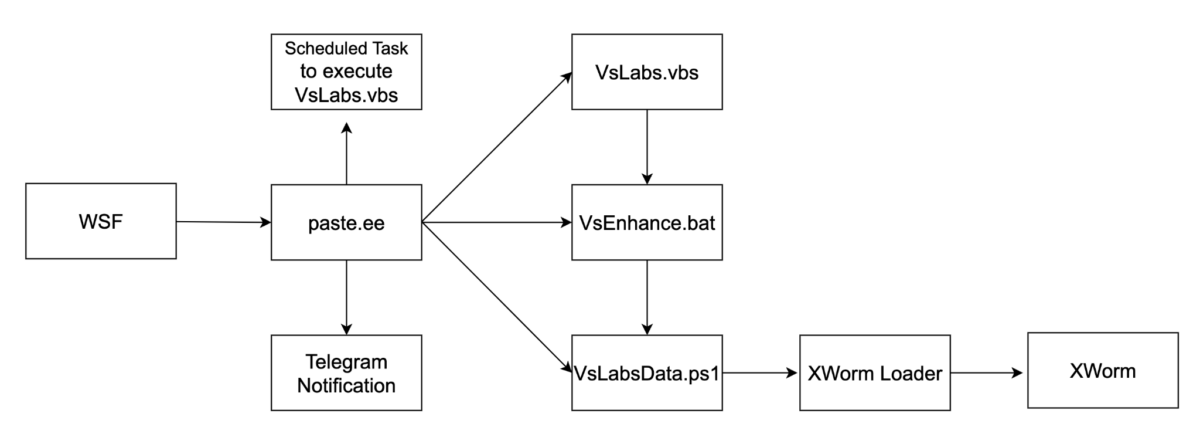 Scheduled Task
to execute
VsLabs.vbs
VsLabs.vbs
WSF
paste.ee
VsEnhance.bat
Telegram
Notification
VsLabsData.ps1
XWorm Loader
XWorm